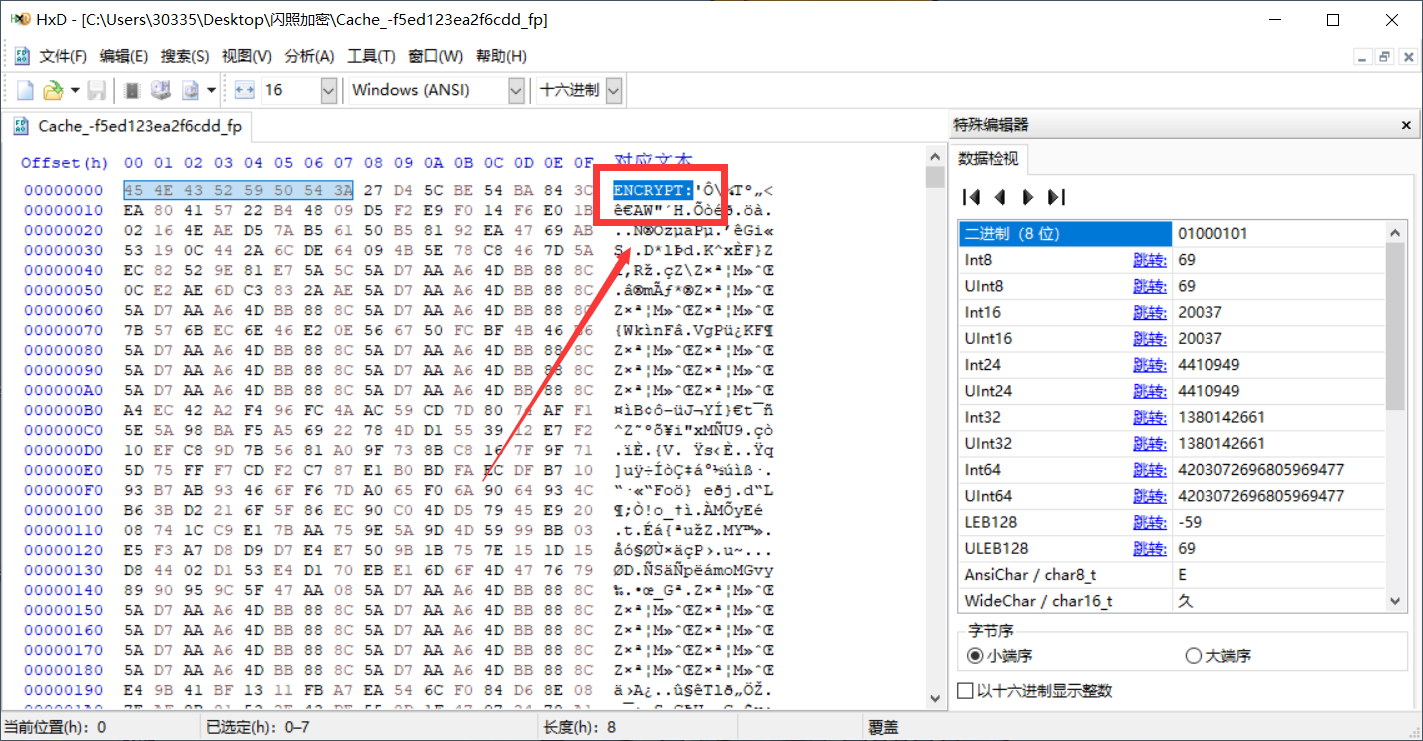 HxD - [C:\Users\30335\Desktop\闪照加密\Cache_-f5ed123ea2f6cdd_fp]
文件(F) 编辑(E) 搜索(S) 视图(V) 分析(A) 工具(T) 窗口(W) 帮助(H)
16 Windows (ANSI) 十六进制
Cache_-f5ed123ea2f6cdd_fp
Offset(h) 00 01 02 03 04 05 06 07 08 09 0A 0B 0C 0D 0E 0F 对应文本
00000000 45 4E 43 52 59 50 54 3A 27 D4 5C BE 54 BA 84 3C ENCRYPT:'Ô\¾Tº„<
00000010 EA 80 41 57 22 B4 48 09 D5 F2 E9 F0 14 F6 E0 1B ê€AW"´H.Õòéð.öà.
00000020 02 16 4E AE D5 7A B5 61 50 B5 81 92 EA 47 69 AB ..N®ÕzµaPµ.’êGi«
00000030 53 19 0C 44 2A 6C DE 64 09 4B 5E 78 C8 46 7D 5A S..D*lÞd.K^xÈF}Z
00000040 EC 82 52 9E 81 E7 5A 5C 5A D7 AA A6 4D BB 88 8C ì‚Rž.çZ\Zתª¦M»ˆŒ
00000050 0C E2 AE 6D C3 83 2A AE 5A D7 AA A6 4D BB 88 8C .â®mÃƒ*®Z×ª¦M»ˆŒ
00000060 5A D7 AA A6 4D BB 88 8C 5A D7 AA A6 4D BB 88 8C Z×ª¦M»ˆŒZ×ª¦M»ˆŒ
00000070 7B 57 6B EC 6E 46 E2 0E 56 67 50 FC BF 4B 46 B6 {WkìnFâ.VgPü¿KF¶
00000080 5A D7 AA A6 4D BB 88 8C 5A D7 AA A6 4D BB 88 8C Z×ª¦M»ˆŒZ×ª¦M»ˆŒ
00000090 5A D7 AA A6 4D BB 88 8C 5A D7 AA A6 4D BB 88 8C Z×ª¦M»ˆŒZ×ª¦M»ˆŒ
000000A0 5A D7 AA A6 4D BB 88 8C 5A D7 AA A6 4D BB 88 8C Z×ª¦M»ˆŒZ×ª¦M»ˆŒ
000000B0 A4 EC 42 A2 F4 96 FC 4A AC 59 CD 7D 80 74 AF F1 ¤ìB¢ô–üJ¬YÍ}€t¯ñ
000000C0 5E 5A 98 BA F5 A5 69 22 78 4D D1 55 39 12 E7 F2 ^Z˜ºõ¥i"xMÑU9.çò
000000D0 10 EF C8 9D 7B 56 81 A0 9F 73 8B C8 16 7F 9F 71 .ïÈ.{V. Ÿs‹È..Ÿq
000000E0 5D 75 FF F7 CD F2 C7 87 E1 B0 BD FA EC DF B7 10 ]uÿ÷ÍòÇ‡á°½úìß·.
000000F0 93 B7 AB 93 46 6F F6 7D A0 65 F0 6A 90 64 93 4C “·«“Foö} eðj.d“L
00000100 B6 3B D2 21 6F 5F 86 EC 90 C0 4D D5 79 45 E9 20 ¶;Ò!o_†ì.ÀMÕyEé
00000110 08 74 1C C9 E1 7B AA 75 9E 5A 9D 4D 59 99 BB 03 .t.Éá{ªužZ.MY™».
00000120 E5 F3 A7 D8 D9 D7 E4 E7 50 9B 1B 75 7E 15 1D 15 åó§ØÙ×äçP›.u~...
00000130 D8 44 02 D1 53 E4 D1 70 EB E1 6D 6F 4D 47 76 79 ØD.ÑSäÑpëámoMGvy
00000140 89 90 95 9C 5F 47 AA 08 5A D7 AA A6 4D BB 88 8C ‰.•œ_Gª.Z×ª¦M»ˆŒ
00000150 5A D7 AA A6 4D BB 88 8C 5A D7 AA A6 4D BB 88 8C Z×ª¦M»ˆŒZ×ª¦M»ˆŒ
00000160 5A D7 AA A6 4D BB 88 8C 5A D7 AA A6 4D BB 88 8C Z×ª¦M»ˆŒZ×ª¦M»ˆŒ
00000170 5A D7 AA A6 4D BB 88 8C 5A D7 AA A6 4D BB 88 8C Z×ª¦M»ˆŒZ×ª¦M»ˆŒ
00000180 5A D7 AA A6 4D BB 88 8C 5A D7 AA A6 4D BB 88 8C Z×ª¦M»ˆŒZ×ª¦M»ˆŒ
00000190 E4 9B 41 BF 13 11 FB A7 EA 54 6C F0 84 D6 8E 08 ä›A¿..û§êTlð„ÖŽ.
特殊编辑器
数据检视
二进制（8 位） 01000101
Int8 跳转: 69
UInt8 跳转: 69
Int16 跳转: 20037
UInt16 跳转: 20037
Int24 跳转: 4410949
UInt24 跳转: 4410949
Int32 跳转: 1380142661
UInt32 跳转: 1380142661
Int64 跳转: 4203072696805969477
UInt64 跳转: 4203072696805969477
LEB128 跳转: -59
ULEB128 跳转: 69
AnsiChar / char8_t E
WideChar / char16_t 久
字节序
小端序 大端序
以十六进制显示整数
当前位置(h): 0 已选定(h): 0–7 长度(h): 8 覆盖